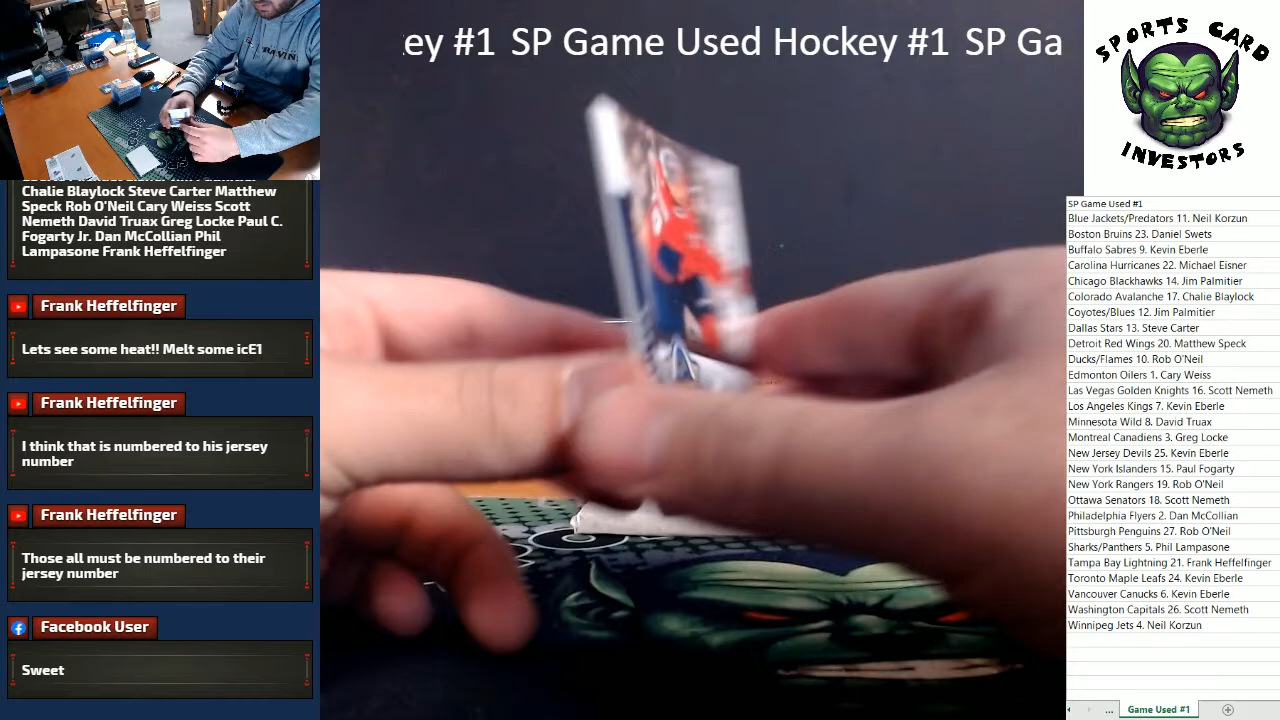 ey #1 SP Game Used Hockey #1 SP Ga
SPORTS CARD
INVESTORS
Chalie Blaylock Steve Carter Matthew
Speck Rob O'Neil Cary Weiss Scott
Nemeth David Truax Greg Locke Paul C.
Fogarty Jr. Dan McCollian Phil
Lampasone Frank Heffelfinger
Frank Heffelfinger
Lets see some heat!! Melt some icE1
Frank Heffelfinger
I think that is numbered to his jersey
number
Frank Heffelfinger
Those all must be numbered to their
jersey number
Facebook User
Sweet
SP Game Used #1
Blue Jackets/Predators 11. Neil Korzun
Boston Bruins 23. Daniel Swets
Buffalo Sabres 9. Kevin Eberle
Carolina Hurricanes 22. Michael Eisner
Chicago Blackhawks 14. Jim Palmitier
Colorado Avalanche 17. Chalie Blaylock
Coyotes/Blues 12. Jim Palmitier
Dallas Stars 13. Steve Carter
Detroit Red Wings 20. Matthew Speck
Ducks/Flames 10. Rob O'Neil
Edmonton Oilers 1. Cary Weiss
Las Vegas Golden Knights 16. Scott Nemeth
Los Angeles Kings 7. Kevin Eberle
Minnesota Wild 8. David Truax
Montreal Canadiens 3. Greg Locke
New Jersey Devils 25. Kevin Eberle
New York Islanders 15. Paul Fogarty
New York Rangers 19. Rob O'Neil
Ottawa Senators 18. Scott Nemeth
Philadelphia Flyers 2. Dan McCollian
Pittsburgh Penguins 27. Rob O'Neil
Sharks/Panthers 5. Phil Lampasone
Tampa Bay Lightning 21. Frank Heffelfinger
Toronto Maple Leafs 24. Kevin Eberle
Vancouver Canucks 6. Kevin Eberle
Washington Capitals 26. Scott Nemeth
Winnipeg Jets 4. Neil Korzun
... Game Used #1